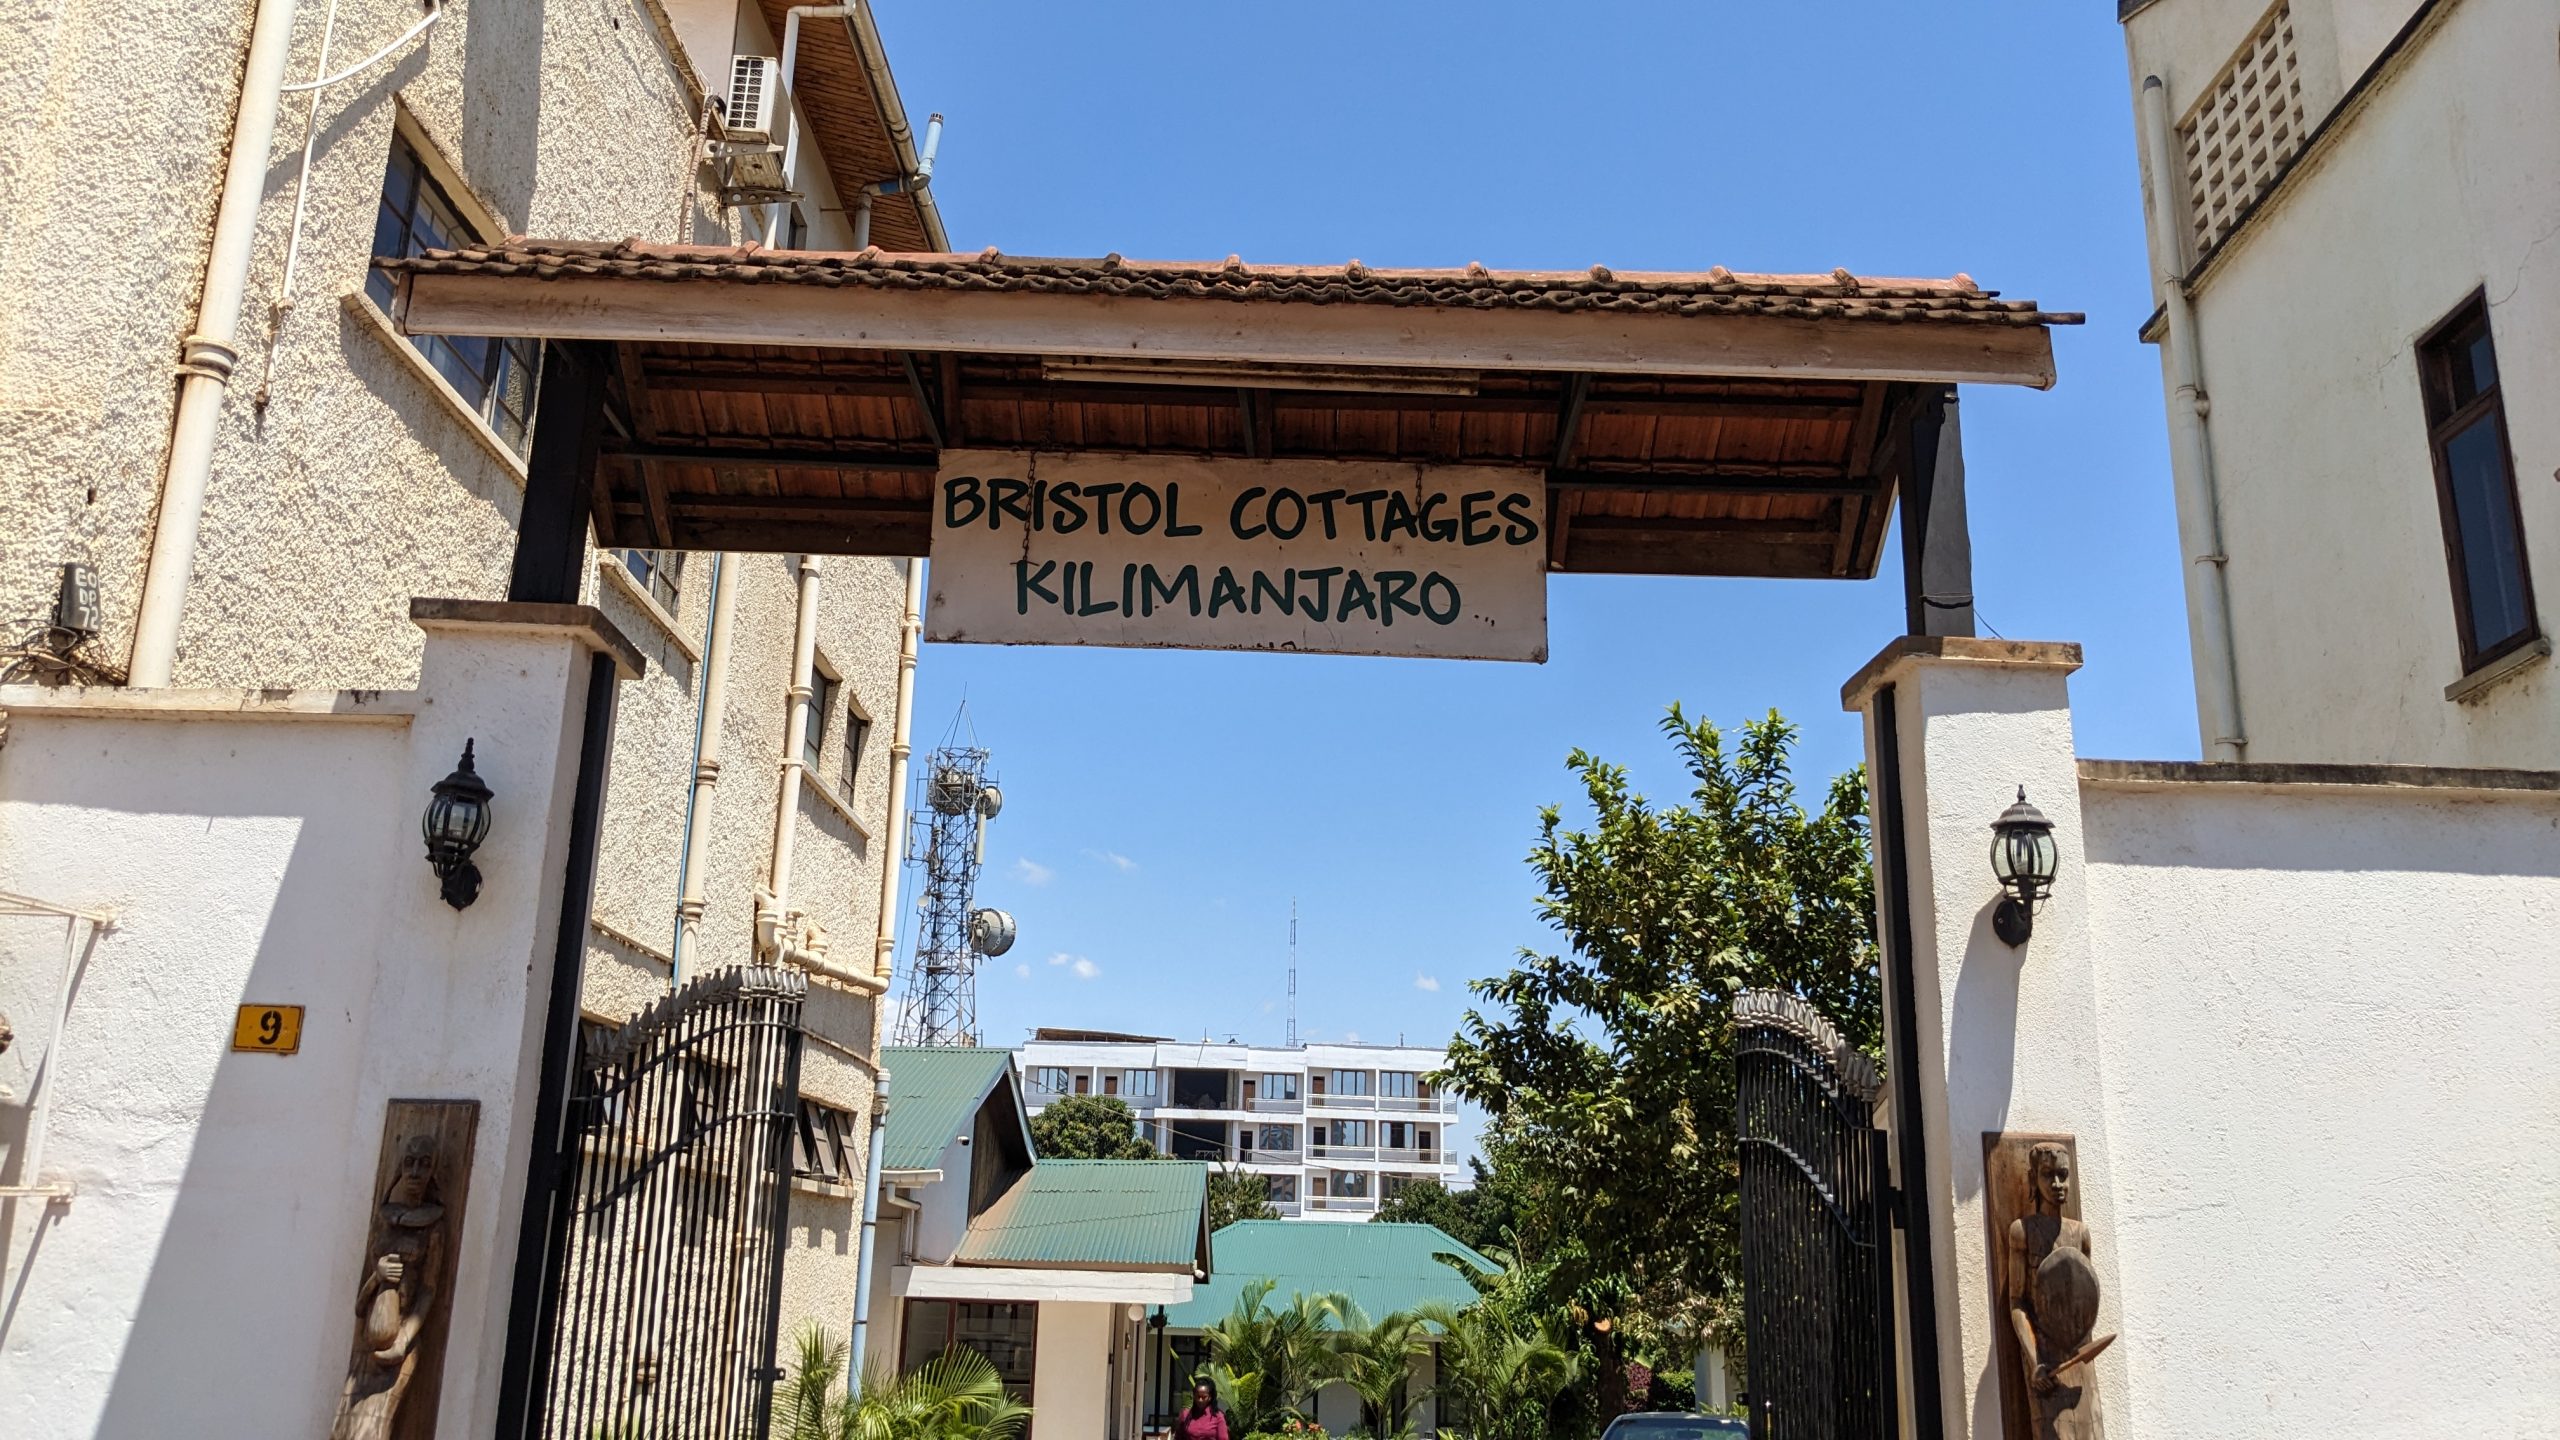 BRISTOL COTTAGES
KILIMANJARO
9